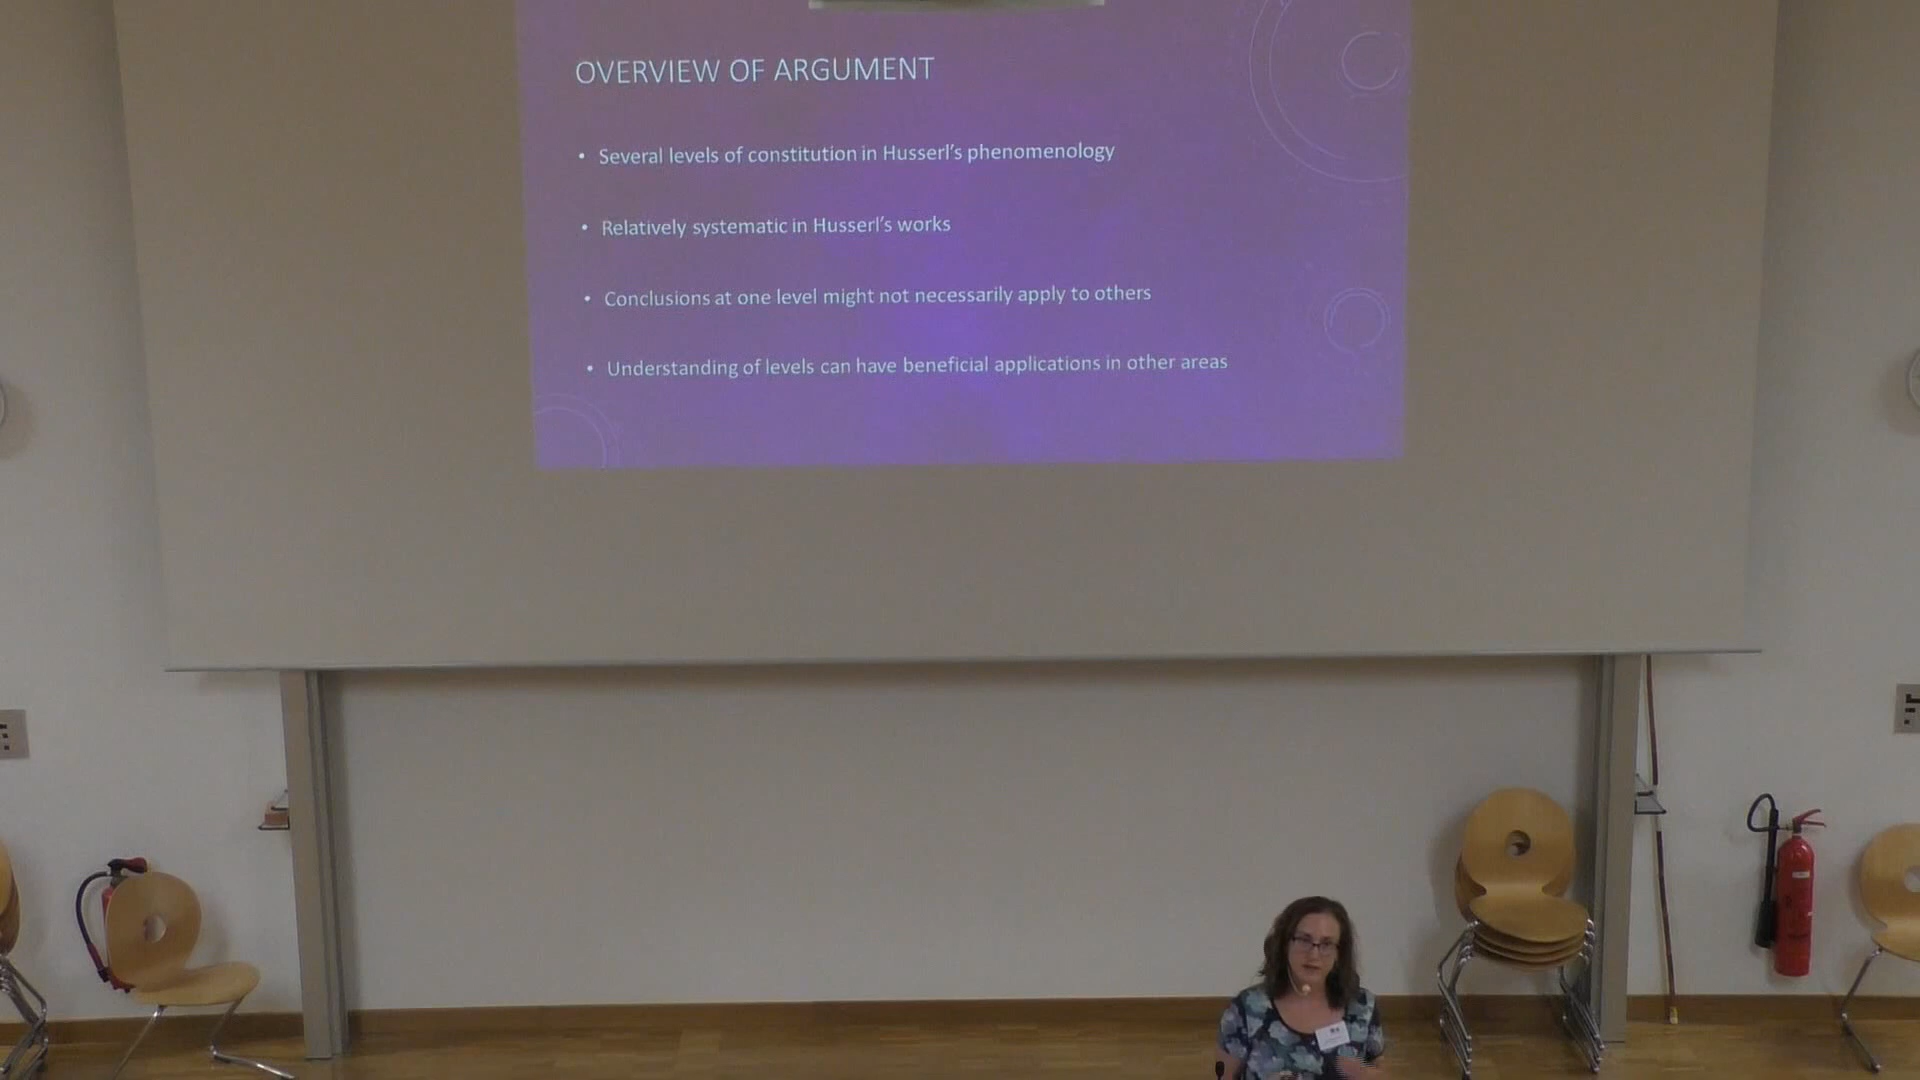 OVERVIEW OF ARGUMENT
• Several levels of constitution in Husserl's phenomenology
• Relatively systematic in Husserl's works
• Conclusions at one level might not necessarily apply to others
• Understanding of levels can have beneficial applications in other areas